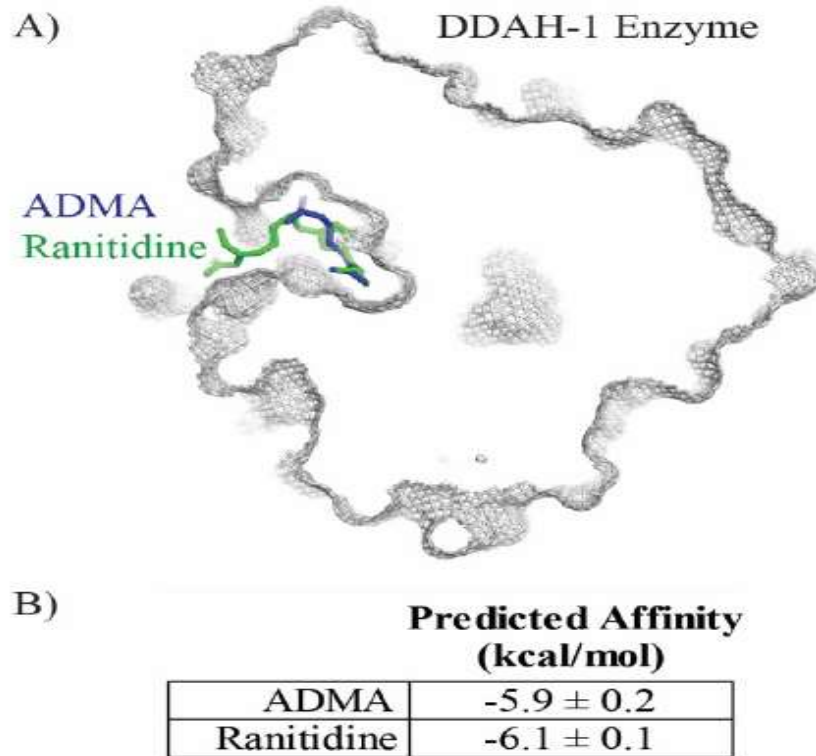 A)
DDAH-1 Enzyme
ADMA
Ranitidine
B)
Predicted Affinity
(kcal/mol)
ADMA -5.9 ± 0.2
Ranitidine -6.1 ± 0.1